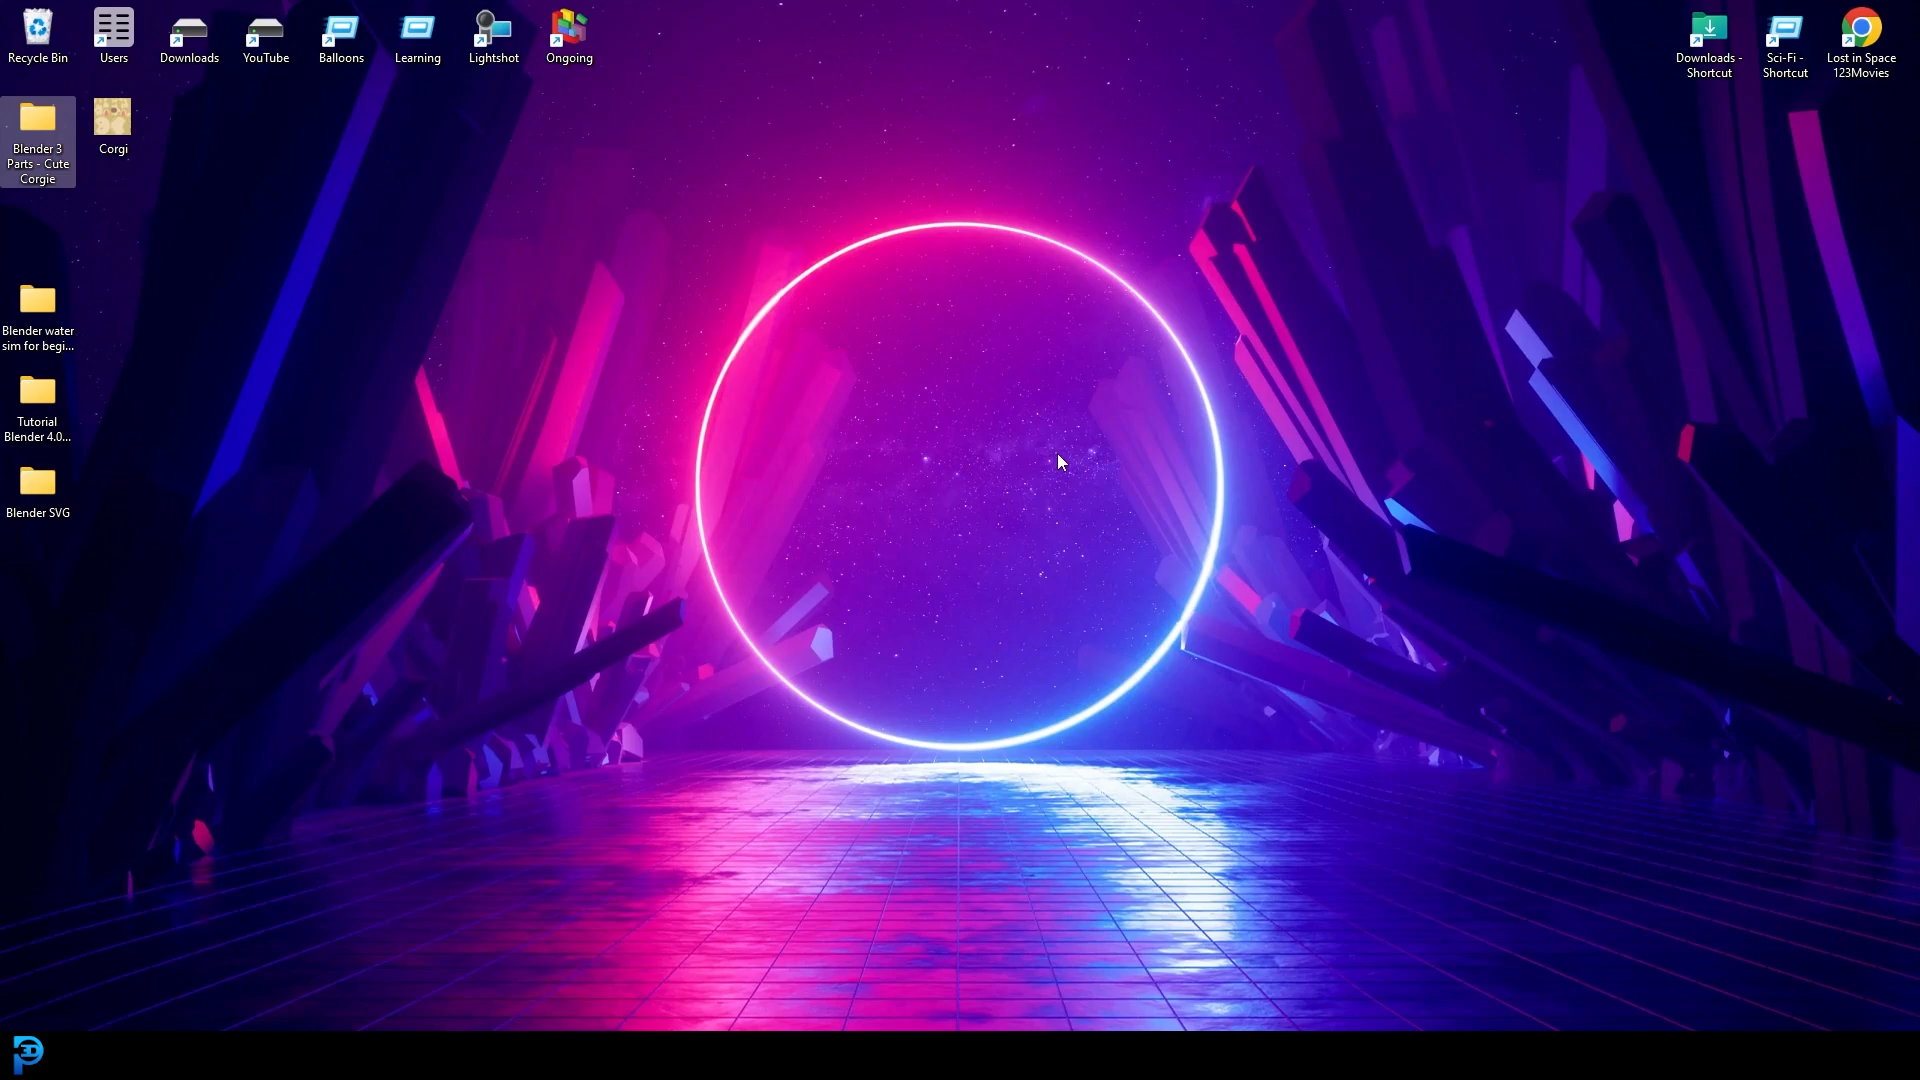 Recycle Bin
Users
Downloads
YouTube
Balloons
Learning
Lightshot
Ongoing
Downloads -
Shortcut
Sci-Fi -
Shortcut
Lost in Space
123Movies
Blender 3
Parts - Cute
Corgie
Corgi
Blender water
sim for begi...
Tutorial
Blender 4.0...
Blender SVG
P3D